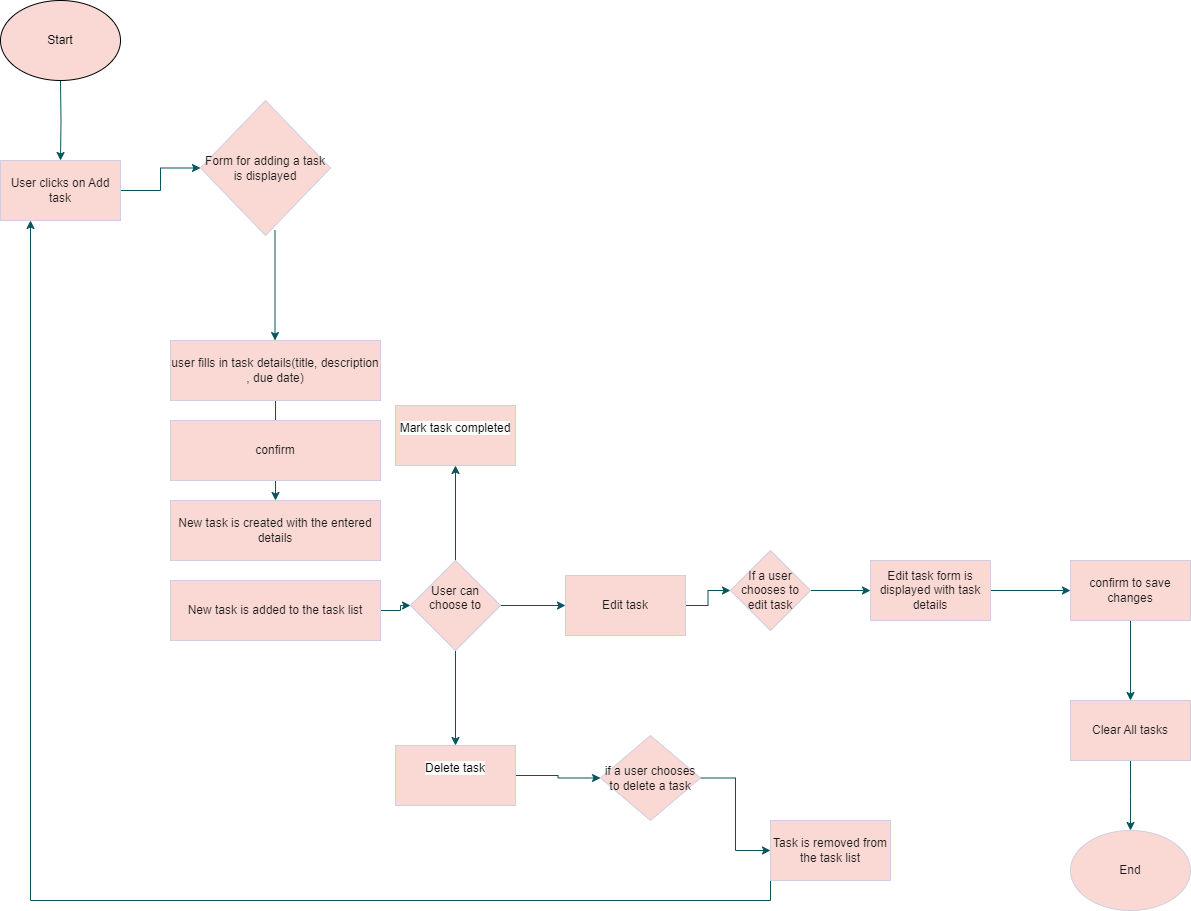 Start
User clicks on Add
task
Form for adding a task
is displayed
user fills in task details(title, description
, due date)
confirm
New task is created with the entered
details
New task is added to the task list
Mark task completed
User can
choose to
Edit task
If a user
chooses to
edit task
Edit task form is
displayed with task
details
confirm to save
changes
Clear All tasks
Delete task
if a user chooses
to delete a task
Task is removed from
the task list
End